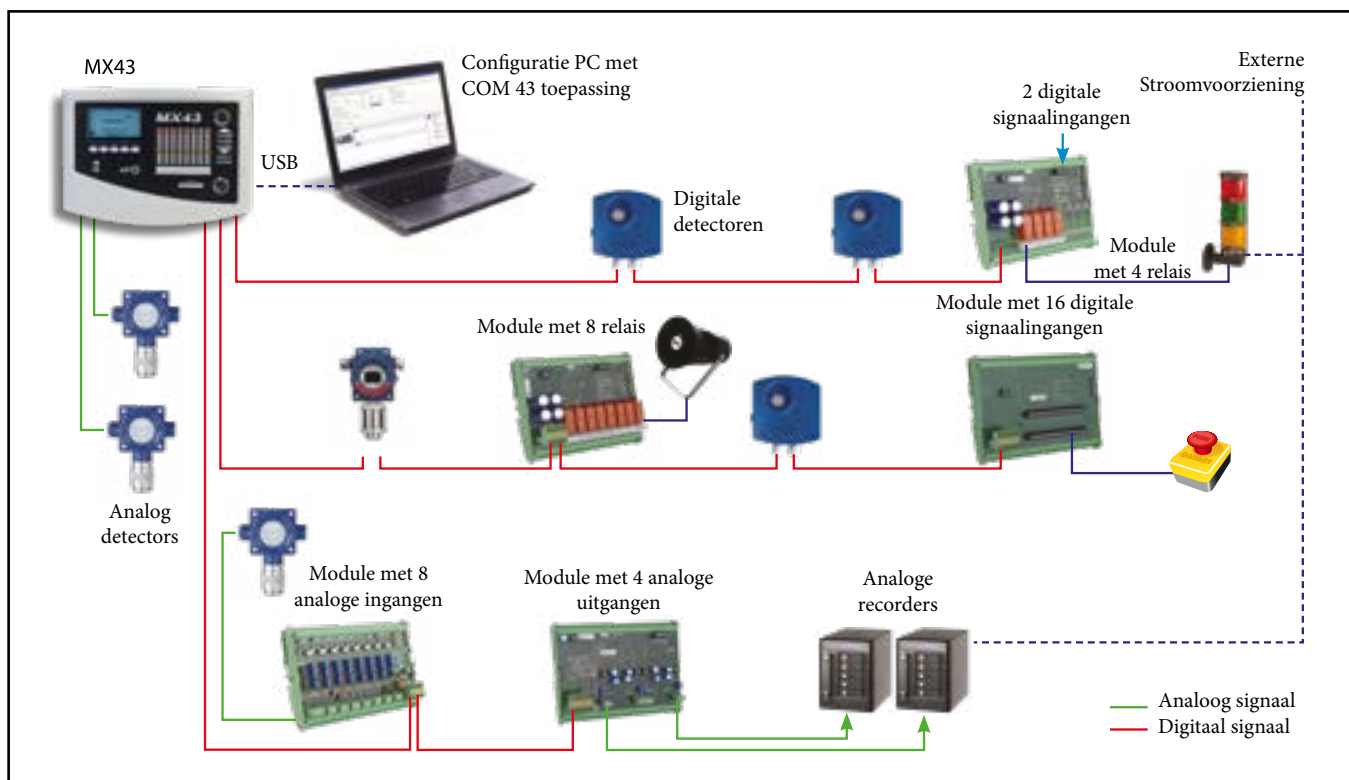 MX43
MX43
Configuratie PC met
COM 43 toepassing
USB
Externe
Stroomvoorziening
2 digitale
signaalingangen
Digitale
detectoren
Module
met 4 relais
Module met 8 relais
Module met 16 digitale
signaalingangen
Analog
detectors
Module met 8
analoge ingangen
Module met 4 analoge
uitgangen
Analoge
recorders
Analoog signaal
Digitaal signaal